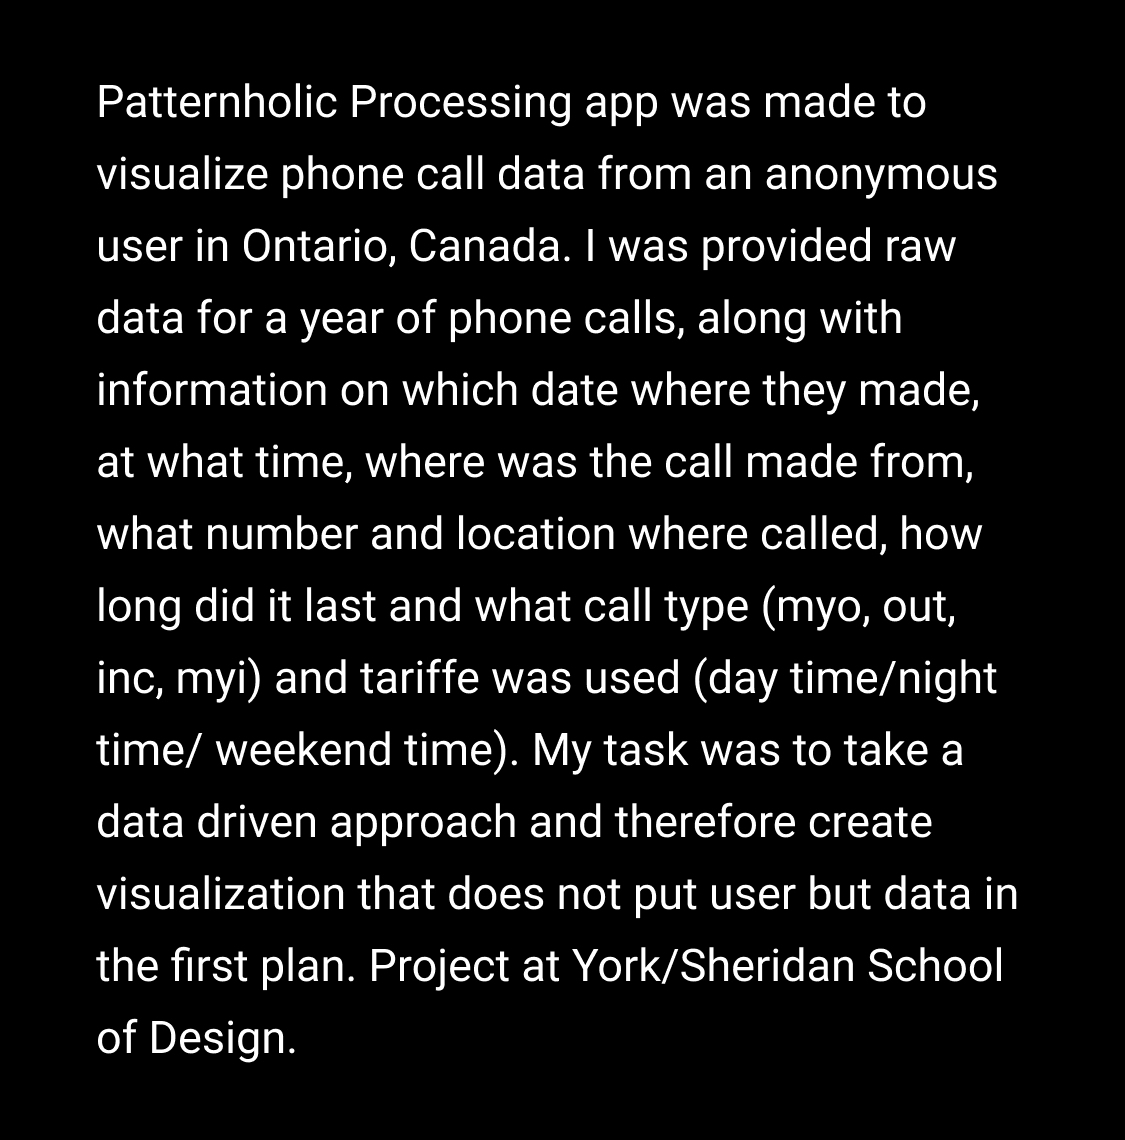 Patternholic Processing app was made to
visualize phone call data from an anonymous
user in Ontario, Canada. I was provided raw
data for a year of phone calls, along with
information on which date where they made,
at what time, where was the call made from,
what number and location where called, how
long did it last and what call type (myo, out,
inc, myi) and tariffe was used (day time/night
time/ weekend time). My task was to take a
data driven approach and therefore create
visualization that does not put user but data in
the first plan. Project at York/Sheridan School
of Design.